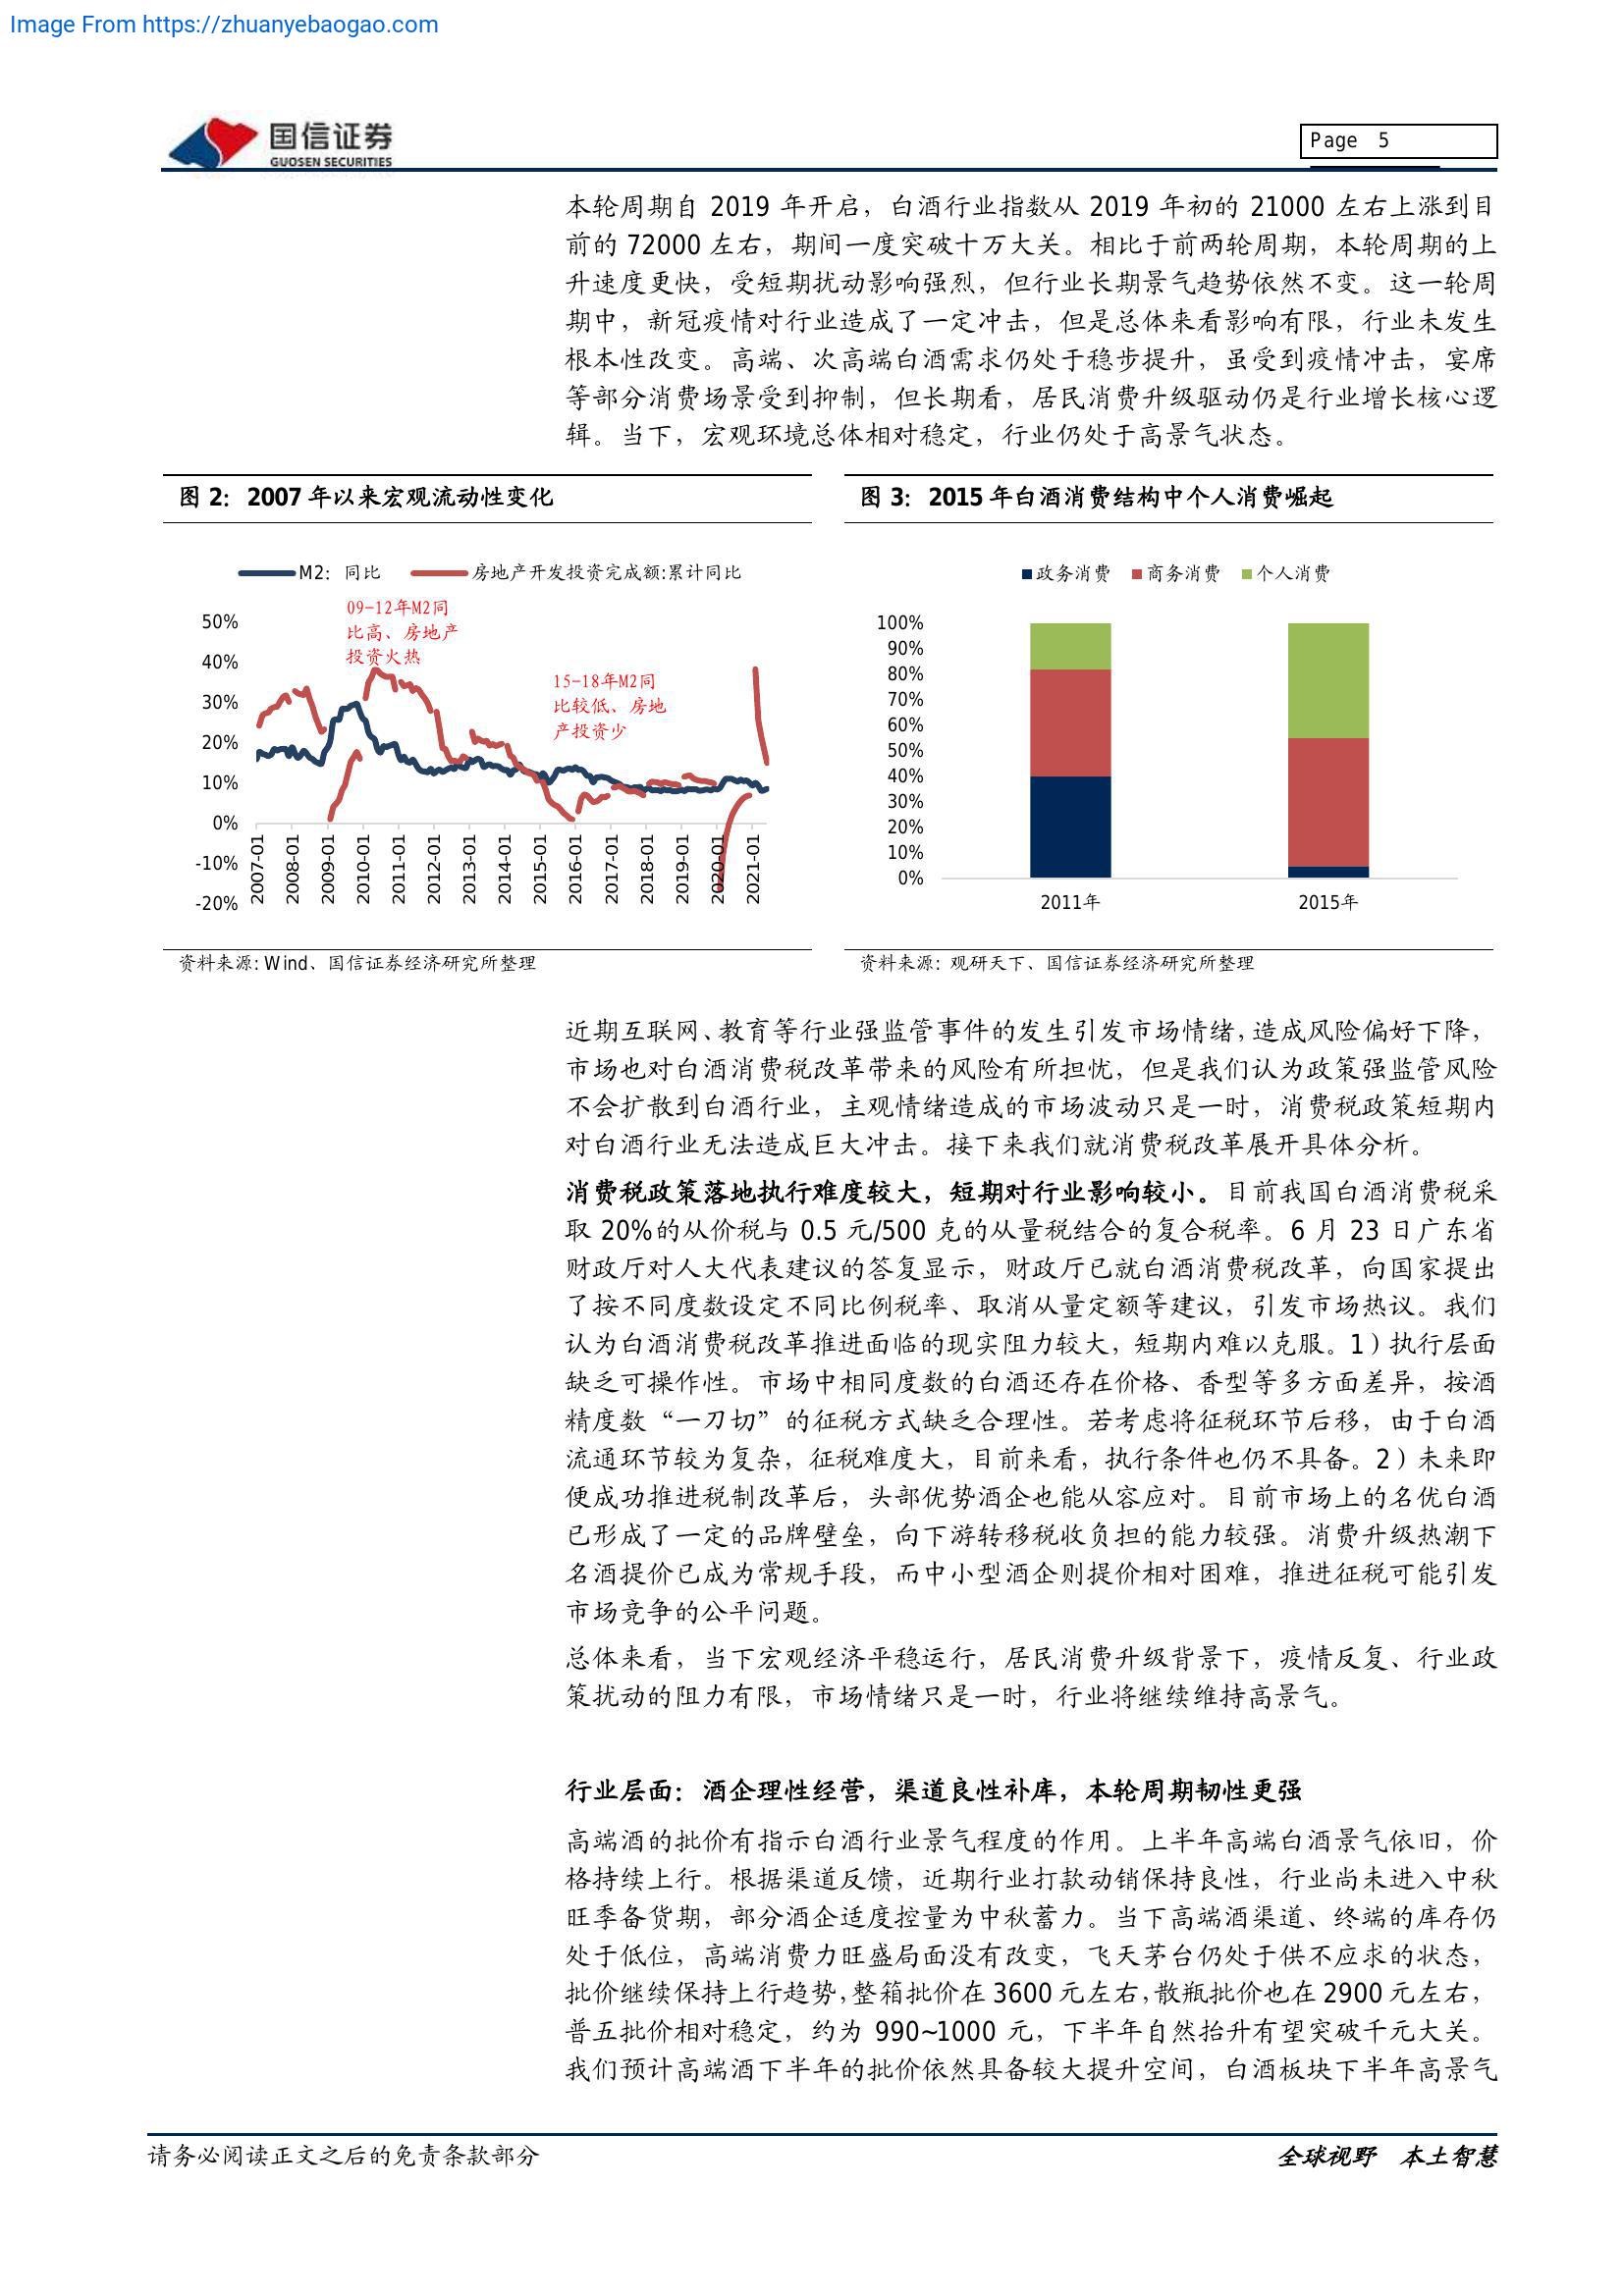 Image From https://zhuanyebaogao.com
国信证券
GUOSEN SECURITIES
Page 5
本轮周期自 2019 年开启，白酒行业指数从 2019 年初的 21000 左右上涨到目
前的 72000 左右，期间一度突破十万大关。相比于前两轮周期，本轮周期的上
升速度更快，受短期扰动影响强烈，但行业长期景气趋势依然不变。这一轮周
期中，新冠疫情对行业造成了一定冲击，但是总体来看影响有限，行业未发生
根本性改变。高端、次高端白酒需求仍处于稳步提升，虽受到疫情冲击，宴席
等部分消费场景受到抑制，但长期看，居民消费升级驱动仍是行业增长核心逻
辑。当下，宏观环境总体相对稳定，行业仍处于高景气状态。
图 2：2007 年以来宏观流动性变化
M2：同比
房地产开发投资完成额:累计同比
09-12年M2同
比高、房地产
投资火热
15-18年M2同
比较低、房地
产投资少
50%
40%
30%
20%
10%
0%
-10%
-20%
2007-01
2008-01
2009-01
2010-01
2011-01
2012-01
2013-01
2014-01
2015-01
2016-01
2017-01
2018-01
2019-01
2020-01
2021-01
资料来源: Wind、国信证券经济研究所整理
图 3：2015 年白酒消费结构中个人消费崛起
政务消费
商务消费
个人消费
100%
90%
80%
70%
60%
50%
40%
30%
20%
10%
0%
2011年
2015年
资料来源: 观研天下、国信证券经济研究所整理
近期互联网、教育等行业强监管事件的发生引发市场情绪，造成风险偏好下降，
市场也对白酒消费税改革带来的风险有所担忧，但是我们认为政策强监管风险
不会扩散到白酒行业，主观情绪造成的市场波动只是一时，消费税政策短期内
对白酒行业无法造成巨大冲击。接下来我们就消费税改革展开具体分析。
消费税政策落地执行难度较大，短期对行业影响较小。目前我国白酒消费税采
取 20%的从价税与 0.5 元/500 克的从量税结合的复合税率。6 月 23 日广东省
财政厅对人大代表建议的答复显示，财政厅已就白酒消费税改革，向国家提出
了按不同度数设定不同比例税率、取消从量定额等建议，引发市场热议。我们
认为白酒消费税改革推进面临的现实阻力较大，短期内难以克服。1）执行层面
缺乏可操作性。市场中相同度数的白酒还存在价格、香型等多方面差异，按酒
精度数“一刀切”的征税方式缺乏合理性。若考虑将征税环节后移，由于白酒
流通环节较为复杂，征税难度大，目前来看，执行条件也仍不具备。2）未来即
便成功推进税制改革后，头部优势酒企也能从容应对。目前市场上的名优白酒
已形成了一定的品牌壁垒，向下游转移税收负担的能力较强。消费升级热潮下
名酒提价已成为常规手段，而中小型酒企则提价相对困难，推进征税可能引发
市场竞争的公平问题。
总体来看，当下宏观经济平稳运行，居民消费升级背景下，疫情反复、行业政
策扰动的阻力有限，市场情绪只是一时，行业将继续维持高景气。
行业层面：酒企理性经营，渠道良性补库，本轮周期韧性更强
高端酒的批价有指示白酒行业景气程度的作用。上半年高端白酒景气依旧，价
格持续上行。根据渠道反馈，近期行业打款动销保持良性，行业尚未进入中秋
旺季备货期，部分酒企适度控量为中秋蓄力。当下高端酒渠道、终端的库存仍
处于低位，高端消费力旺盛局面没有改变，飞天茅台仍处于供不应求的状态，
批价继续保持上行趋势，整箱批价在 3600 元左右，散瓶批价也在 2900 元左右，
普五批价相对稳定，约为 990~1000 元，下半年自然抬升有望突破千元大关。
我们预计高端酒下半年的批价依然具备较大提升空间，白酒板块下半年高景气
请务必阅读正文之后的免责条款部分
全球视野 本土智慧